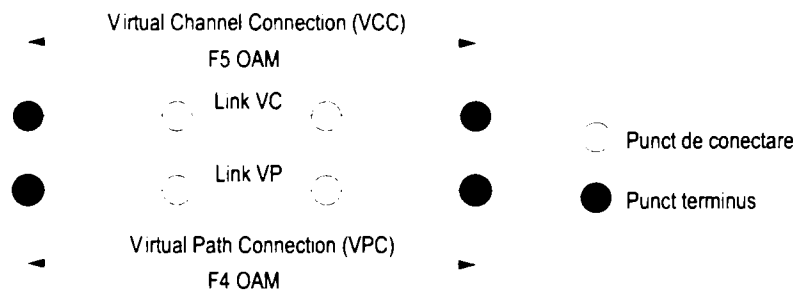 Virtual Channel Connection (VCC)
F5 OAM
Link VC
Link VP
Punct de conectare
Punct terminus
Virtual Path Connection (VPC)
F4 OAM